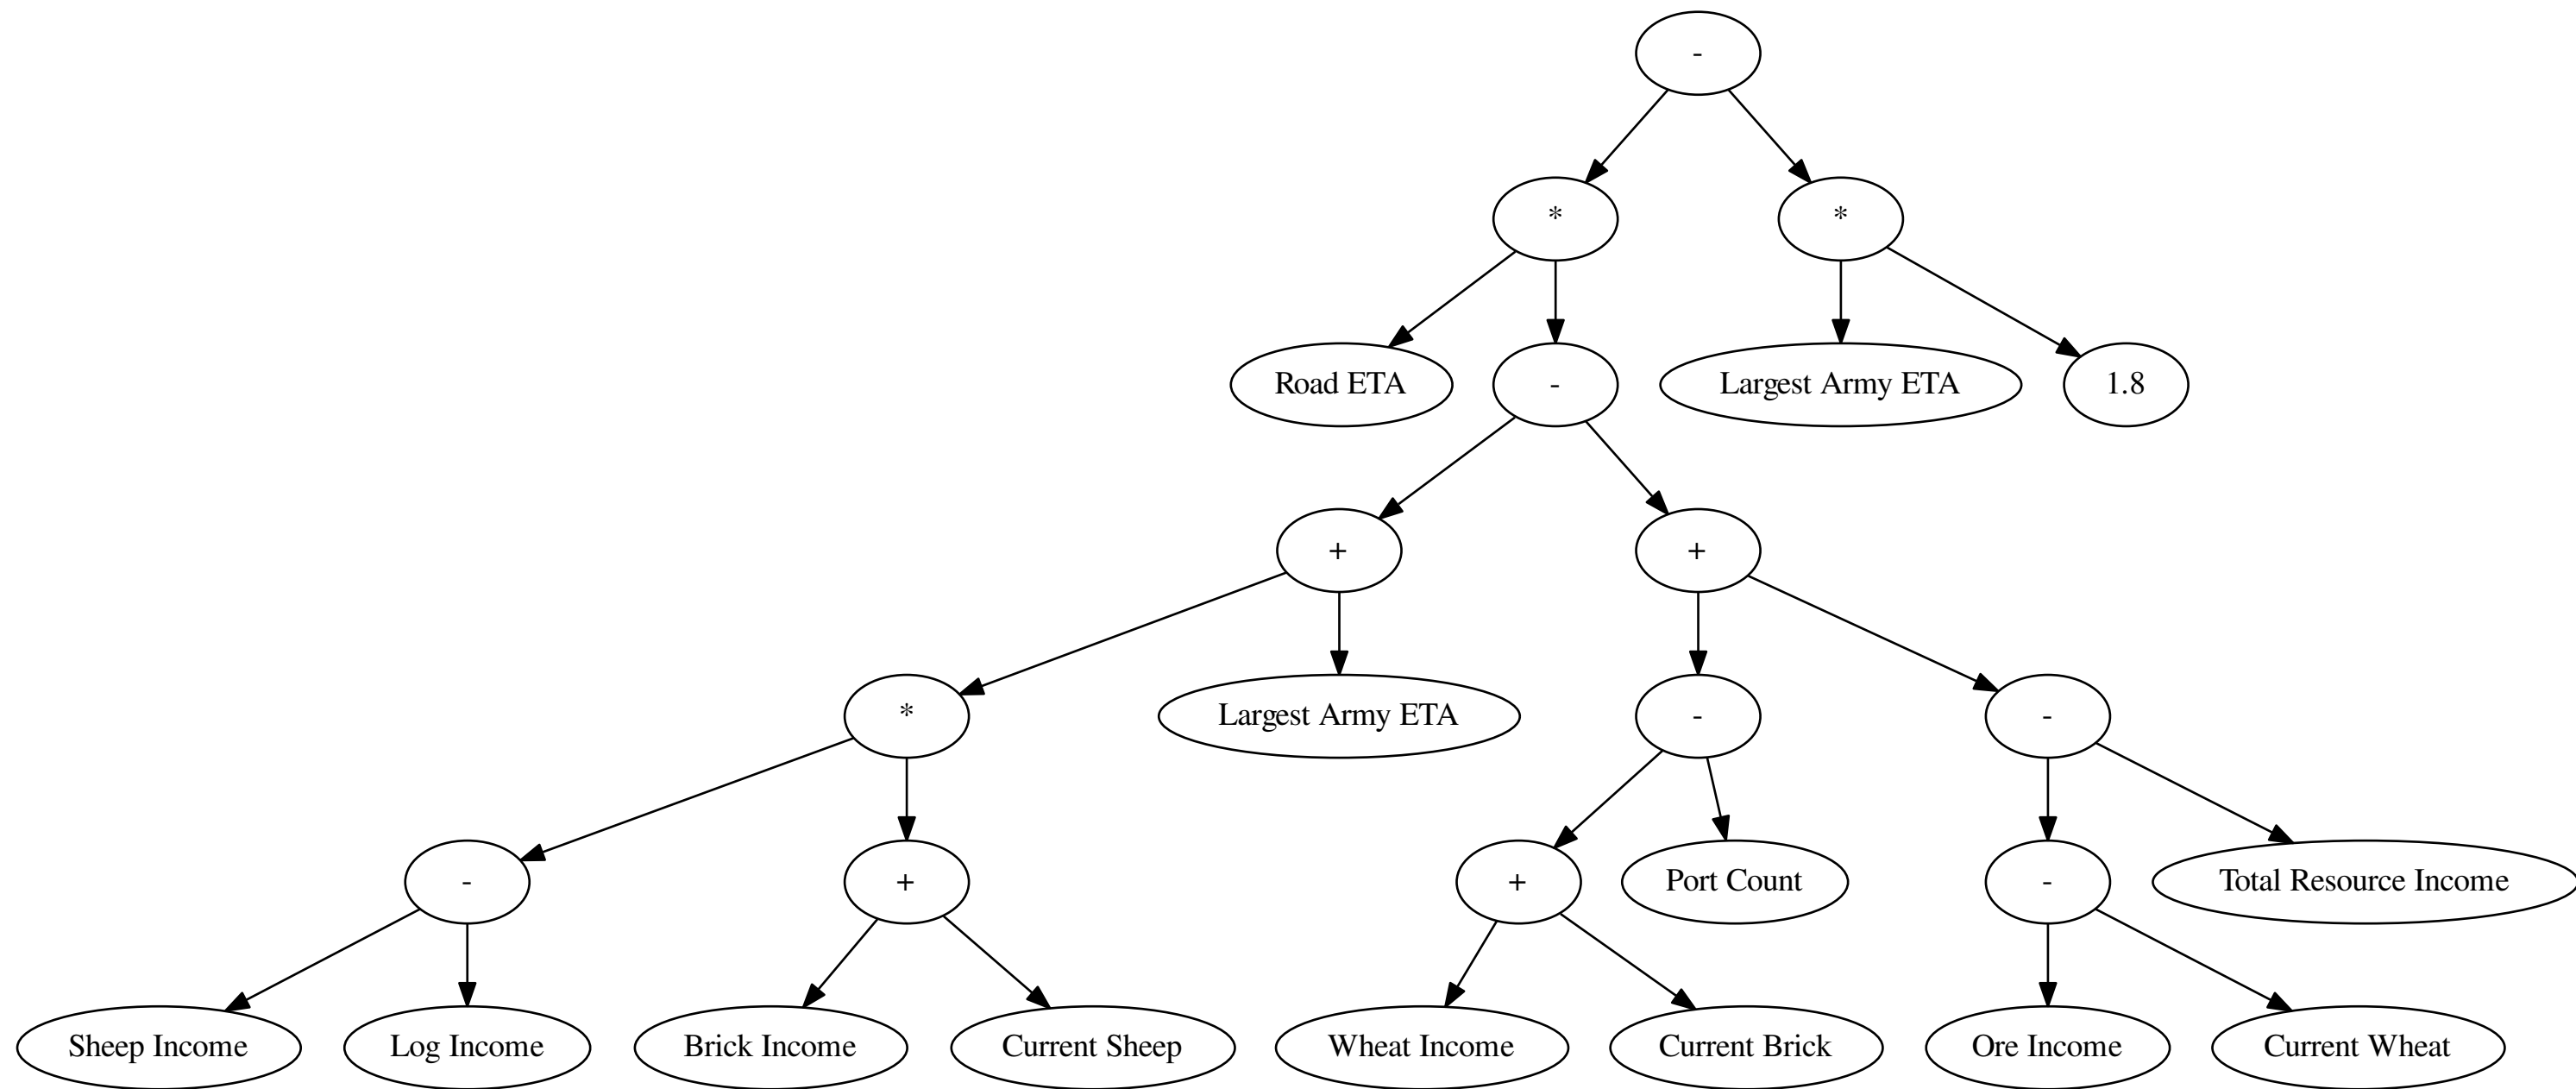 -
* *
Road ETA - Largest Army ETA 1.8
+ +
* Largest Army ETA - -
- + + Port Count - Total Resource Income
Sheep Income Log Income Brick Income Current Sheep Wheat Income Current Brick Ore Income Current Wheat